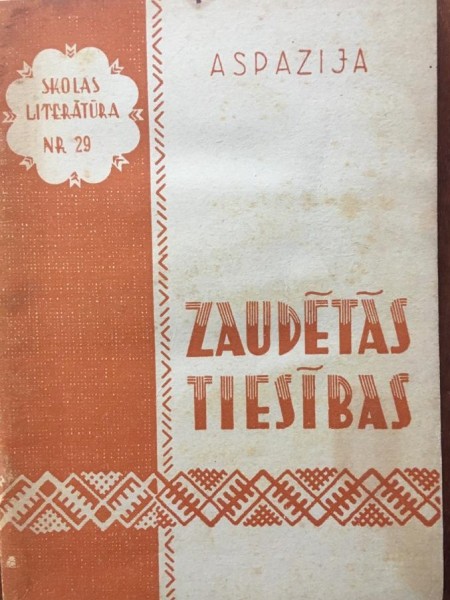 SKOLAS
LITERĀTŪRA
NR 29
ASPAZIJA
ZAUDĒTĀS
TIESĪBAS